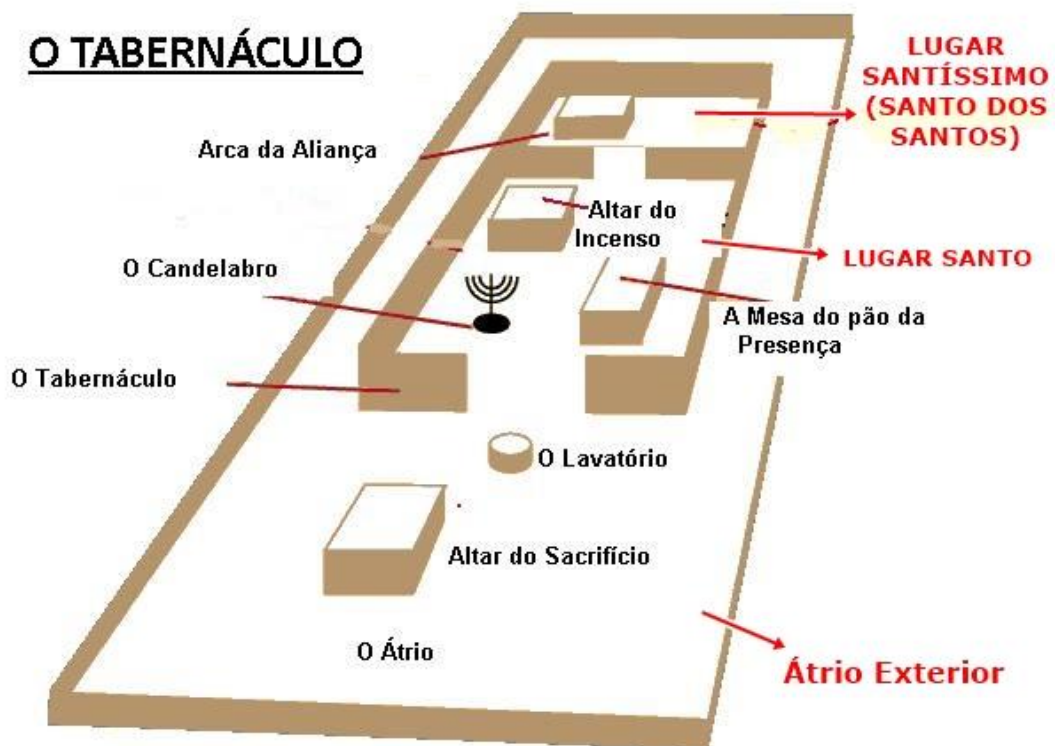 O TABERNÁCULO
LUGAR
SANTÍSSIMO
(SANTO DOS
SANTOS)
Arca da Aliança
Altar do
Incenso
LUGAR SANTO
O Candelabro
A Mesa do pão da
Presença
O Tabernáculo
O Lavatório
Altar do Sacrifício
O Átrio
Átrio Exterior